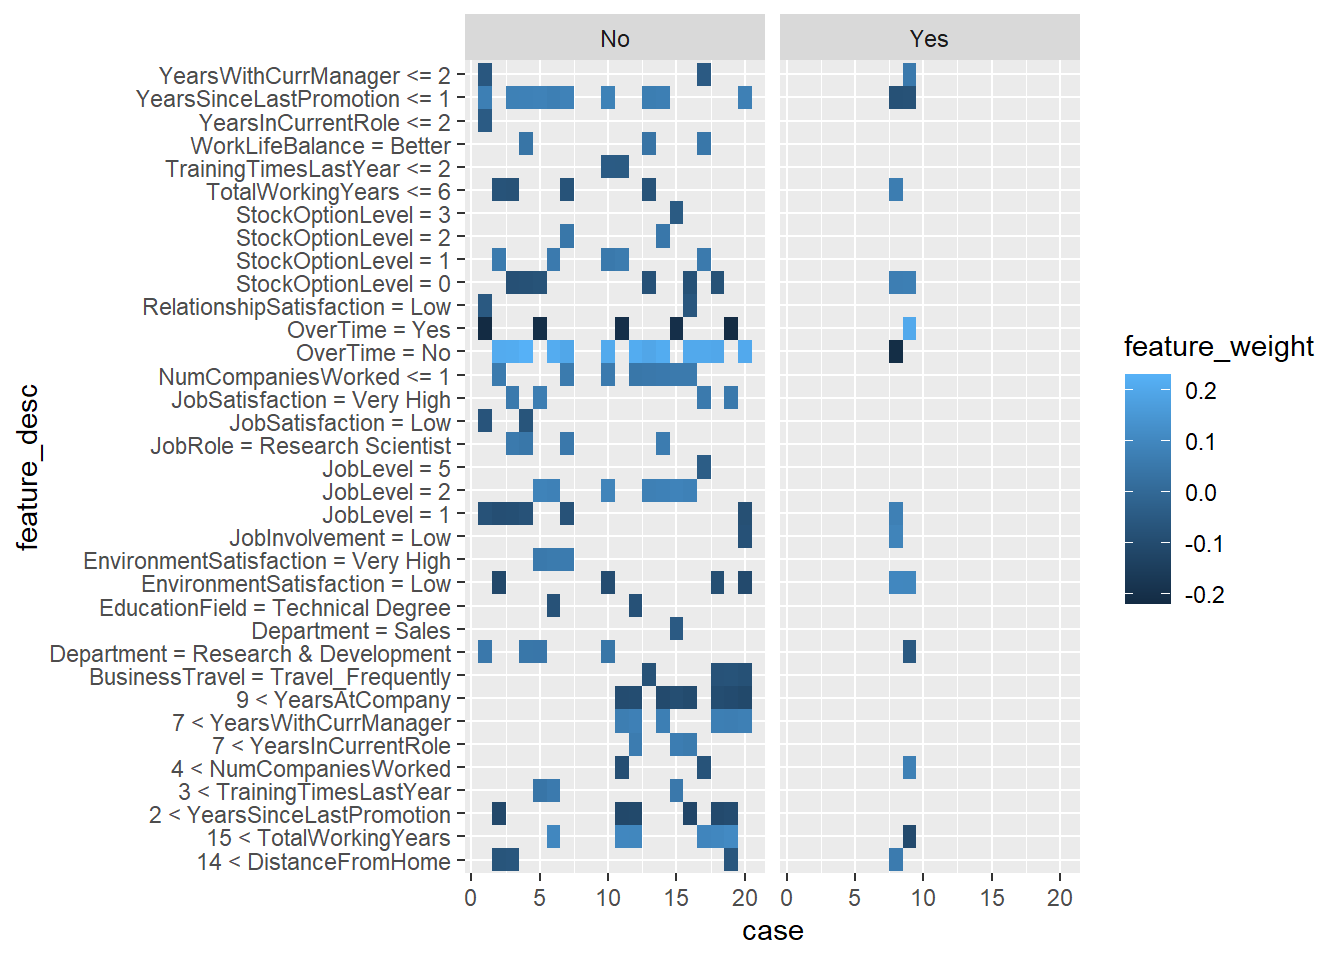 No
Yes
YearsWithCurrManager <= 2
YearsSinceLastPromotion <= 1
YearsInCurrentRole <= 2
WorkLifeBalance = Better
TrainingTimesLastYear <= 2
TotalWorkingYears <= 6
StockOptionLevel = 3
StockOptionLevel = 2
StockOptionLevel = 1
StockOptionLevel = 0
RelationshipSatisfaction = Low
OverTime = Yes
OverTime = No
NumCompaniesWorked <= 1
JobSatisfaction = Very High
JobSatisfaction = Low
JobRole = Research Scientist
JobLevel = 5
JobLevel = 2
JobLevel = 1
JobInvolvement = Low
EnvironmentSatisfaction = Very High
EnvironmentSatisfaction = Low
EducationField = Technical Degree
Department = Sales
Department = Research & Development
BusinessTravel = Travel_Frequently
9 < YearsAtCompany
7 < YearsWithCurrManager
7 < YearsInCurrentRole
4 < NumCompaniesWorked
3 < TrainingTimesLastYear
2 < YearsSinceLastPromotion
15 < TotalWorkingYears
14 < DistanceFromHome
feature_desc
0 5 10 15 20
0 5 10 15 20
case
feature_weight
0.2
0.1
0.0
-0.1
-0.2